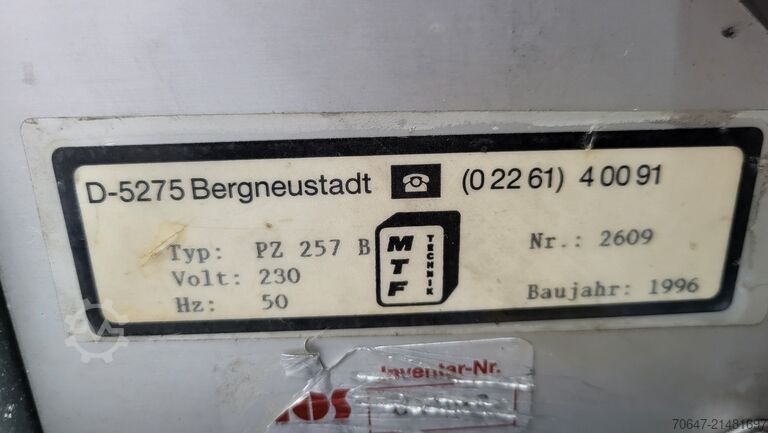 D-5275 Bergneustadt ☎ (0 22 61) 4 00 91
Typ: PZ 257 B
Volt: 230
Hz: 50
MTF
TECHNIK
Nr.: 2609
Baujahr: 1996
Inventar-Nr.
70647-21481697